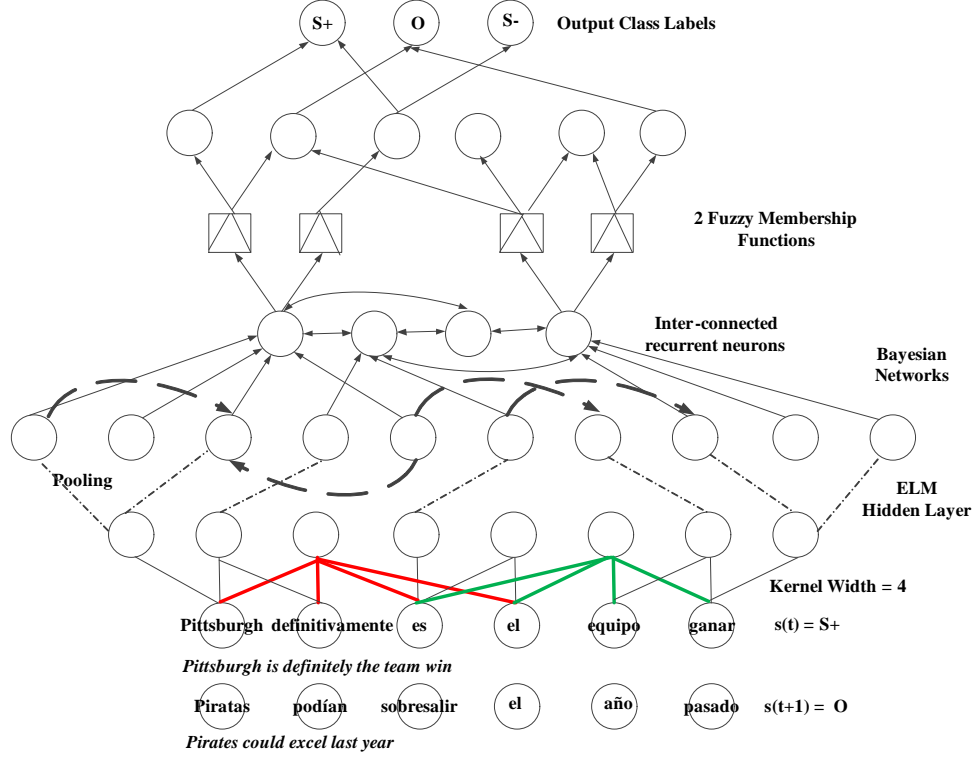 S+ O S- Output Class Labels
2 Fuzzy Membership
Functions
Inter-connected
recurrent neurons
Bayesian
Networks
Pooling
ELM
Hidden Layer
Kernel Width = 4
Pittsburgh definitivamente es el equipo ganar s(t) = S+
Pittsburgh is definitely the team win
Piratas podían sobresalir el año pasado s(t+1) = O
Pirates could excel last year